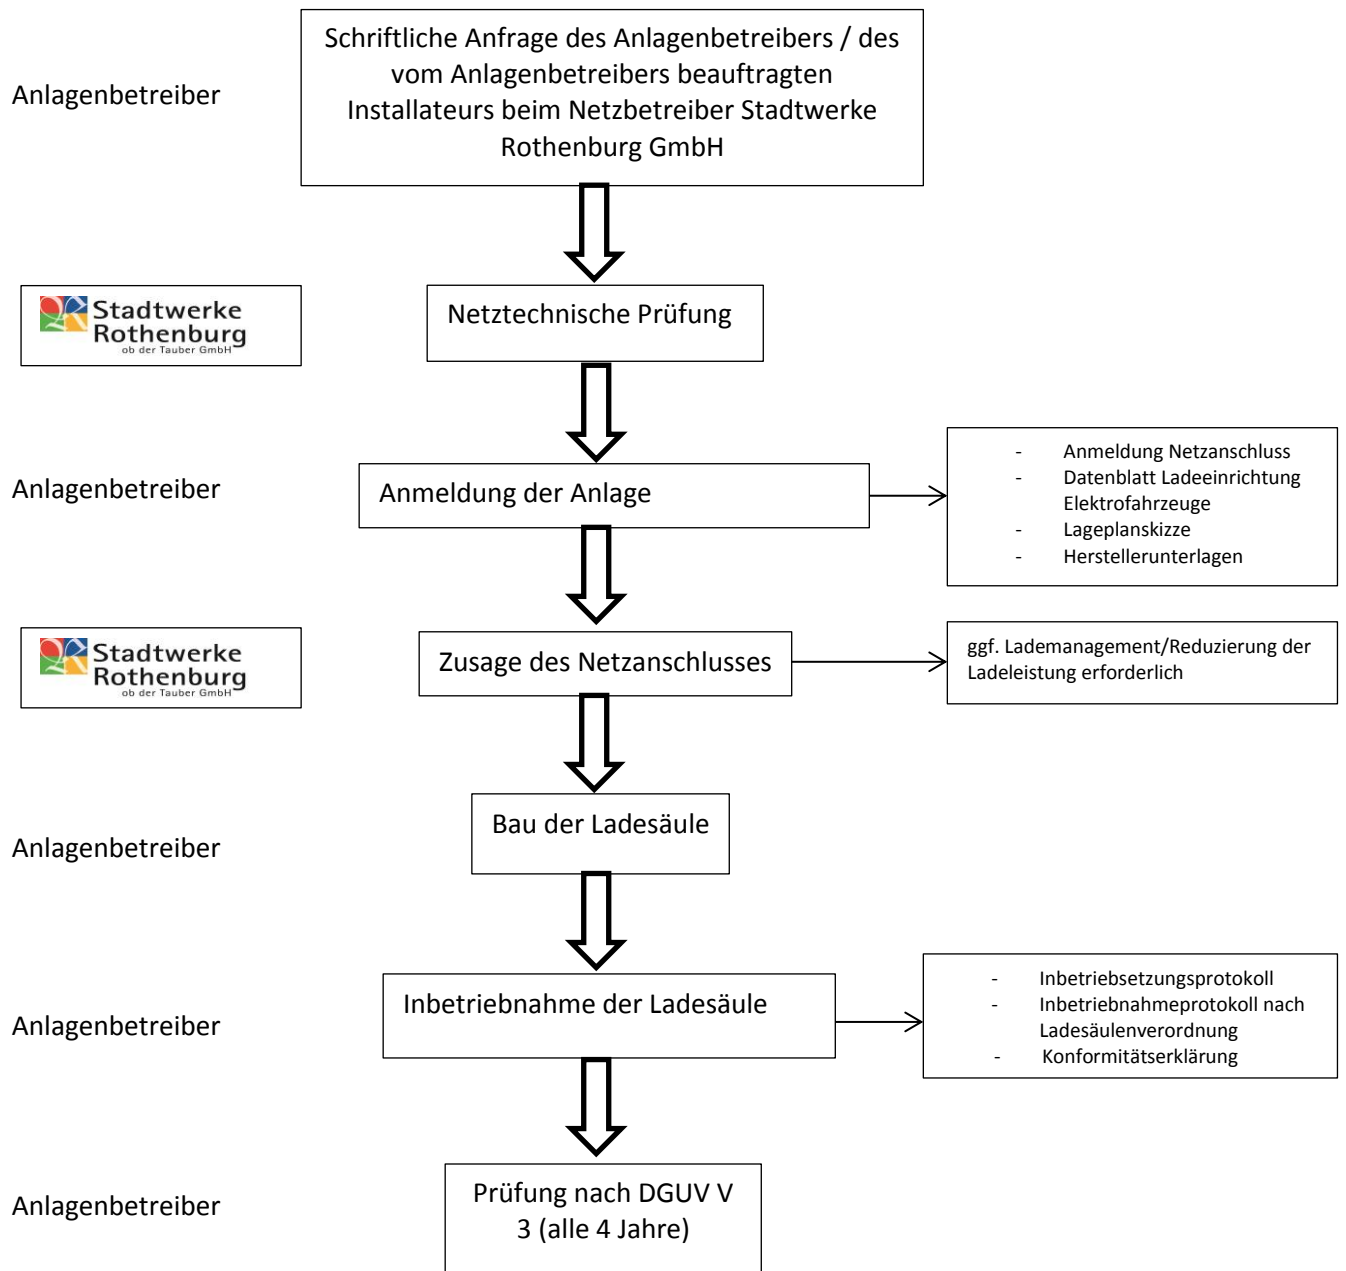 Anlagenbetreiber
Schriftliche Anfrage des Anlagenbetreibers / des
vom Anlagenbetreibers beauftragten
Installateurs beim Netzbetreiber Stadtwerke
Rothenburg GmbH
Stadtwerke
Rothenburg
ob der Tauber GmbH
Netztechnische Prüfung
Anlagenbetreiber
Anmeldung der Anlage
- Anmeldung Netzanschluss
- Datenblatt Ladeeinrichtung
Elektrofahrzeuge
- Lageplanskizze
- Herstellerunterlagen
Stadtwerke
Rothenburg
ob der Tauber GmbH
Zusage des Netzanschlusses
ggf. Lademanagement/Reduzierung der
Ladeleistung erforderlich
Anlagenbetreiber
Bau der Ladesäule
Anlagenbetreiber
Inbetriebnahme der Ladesäule
- Inbetriebsetzungsprotokoll
- Inbetriebnahmeprotokoll nach
Ladesäulenverordnung
- Konformitätserklärung
Anlagenbetreiber
Prüfung nach DGUV V
3 (alle 4 Jahre)